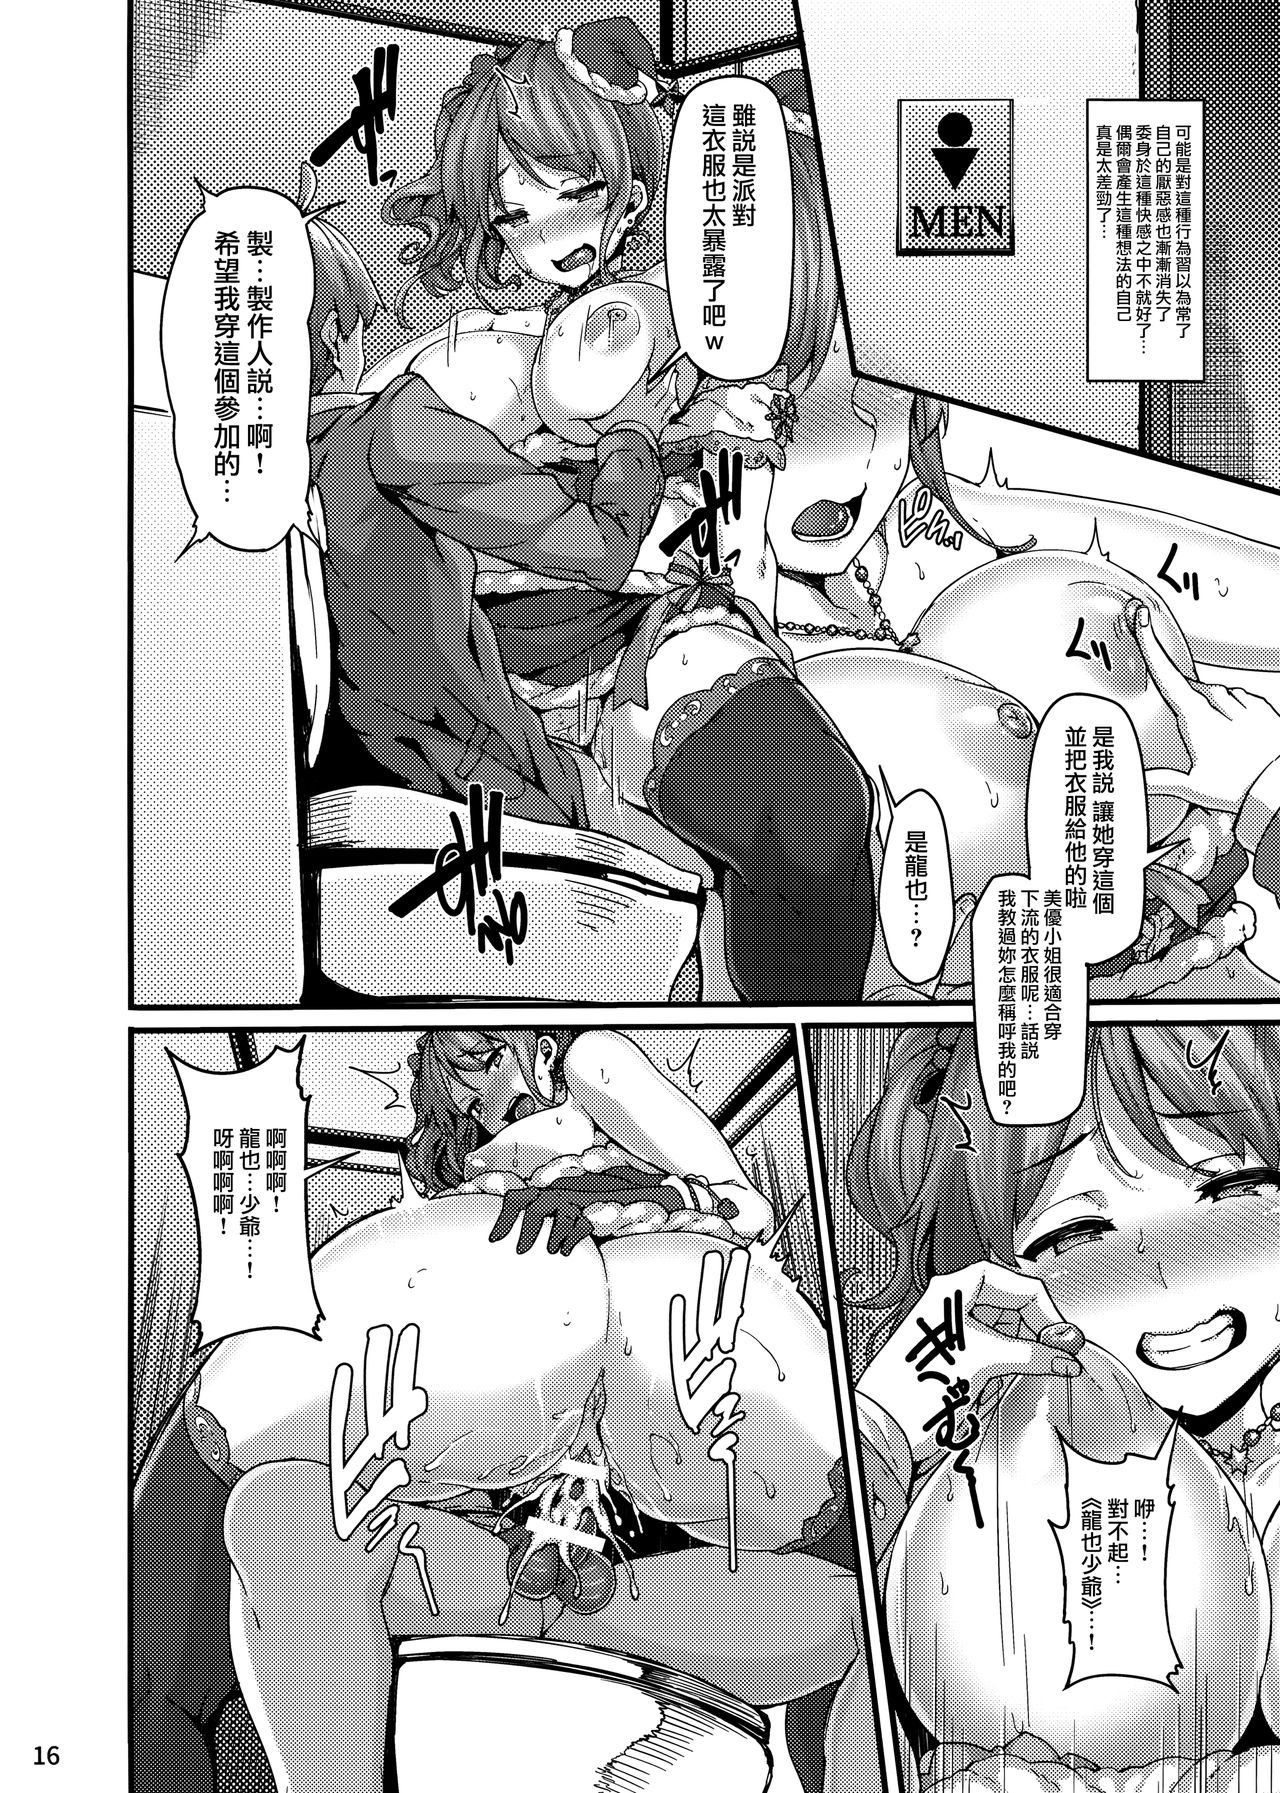 可能是對這種行為習以為常了
自己的厭惡感也漸漸消失了
委身於這種快感之中不就好了…
偶爾會產生這種想法的自己
真是太差勁了…
MEN
雖說是派對
這衣服也太暴露了吧w
製…製作人說…啊！
希望我穿這個參加的…
是我說 讓她穿這個
並把衣服給他的啦
美優小姐很適合穿
下流的衣服呢…話說
我教過妳怎麼稱呼我的吧？
是龍也…？
咿…！
對不起…
《龍也少爺》…！
啊啊啊！
龍也…少爺…！
呀啊啊啊！
16